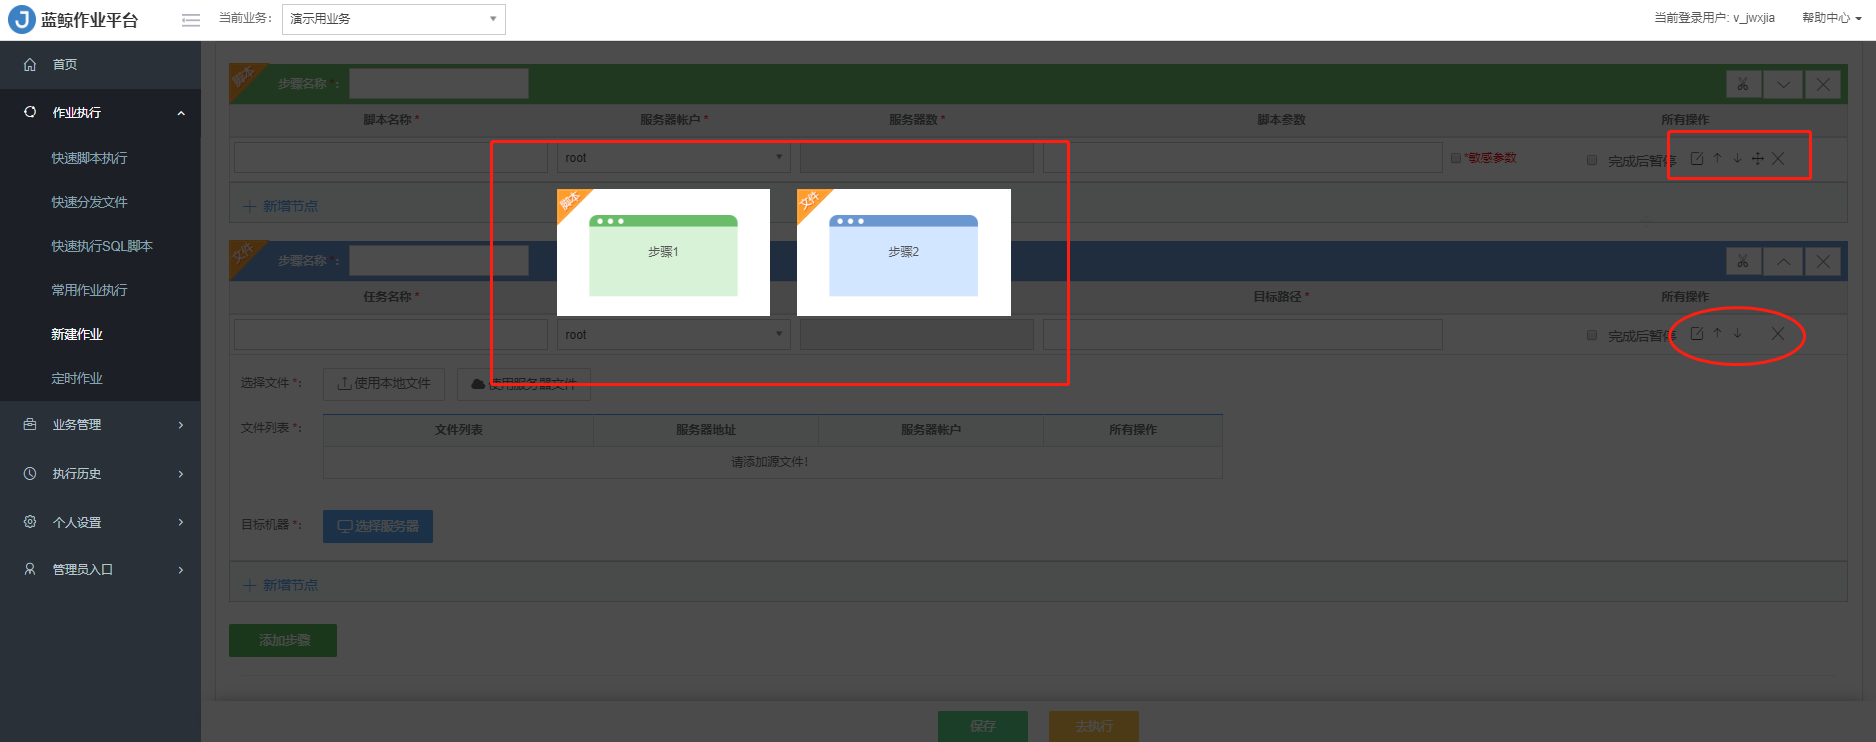 蓝鲸作业平台
当前业务：
演示用业务
当前登录用户: v_jwxjia
帮助中心
首页
作业执行
快速脚本执行
快速分发文件
快速执行SQL脚本
常用作业执行
新建作业
定时作业
业务管理
执行历史
个人设置
管理员入口
脚本
步骤名称*：
脚本名称*
服务器帐户*
服务器数*
脚本参数
所有操作
root
*敏感参数
完成后暂停
新增节点
脚本
步骤1
文件
步骤2
文件
步骤名称*：
任务名称*
目标路径*
所有操作
root
完成后暂停
选择文件*：
使用本地文件
使用服务器文件
文件列表*：
文件列表
服务器地址
服务器帐户
所有操作
请添加源文件！
目标机器*：
选择服务器
新增节点
添加步骤
保存
去执行